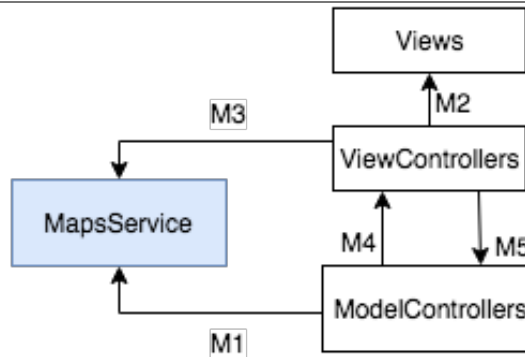 Views
M2
M3
ViewControllers
MapsService
M4
M5
ModelControllers
M1